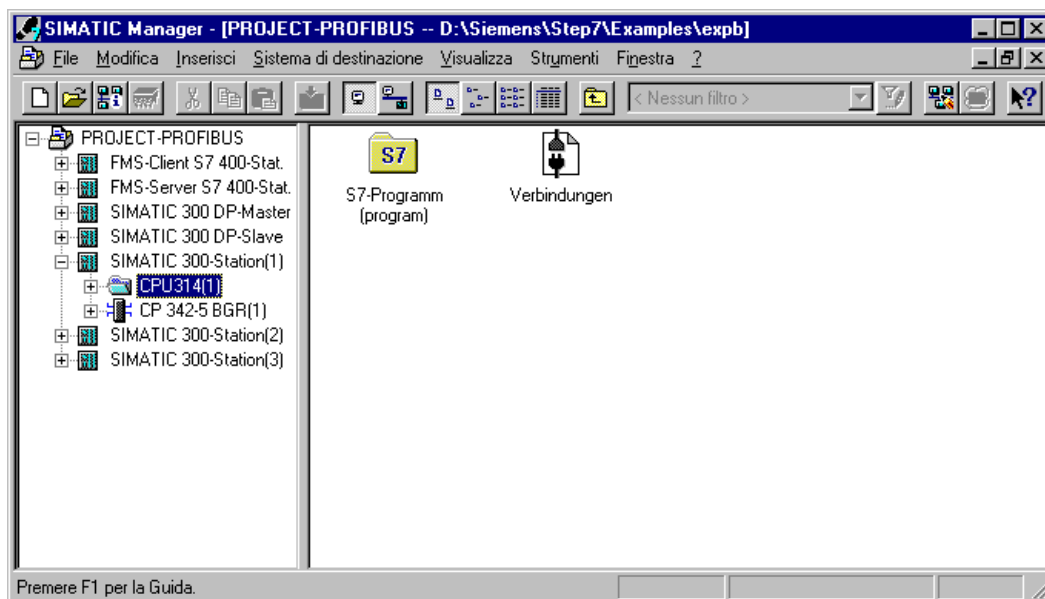 SIMATIC Manager - [PROJECT-PROFIBUS -- D:\Siemens\Step7\Examples\expb]
File Modifica Inserisci Sistema di destinazione Visualizza Strumenti Finestra ?
< Nessun filtro >
PROJECT-PROFIBUS
FMS-Client S7 400-Stat.
FMS-Server S7 400-Stat.
SIMATIC 300 DP-Master
SIMATIC 300 DP-Slave
SIMATIC 300-Station(1)
CPU314(1)
CP 342-5 BGR(1)
SIMATIC 300-Station(2)
SIMATIC 300-Station(3)
S7
S7-Programm
(program)
Verbindungen
Premere F1 per la Guida.